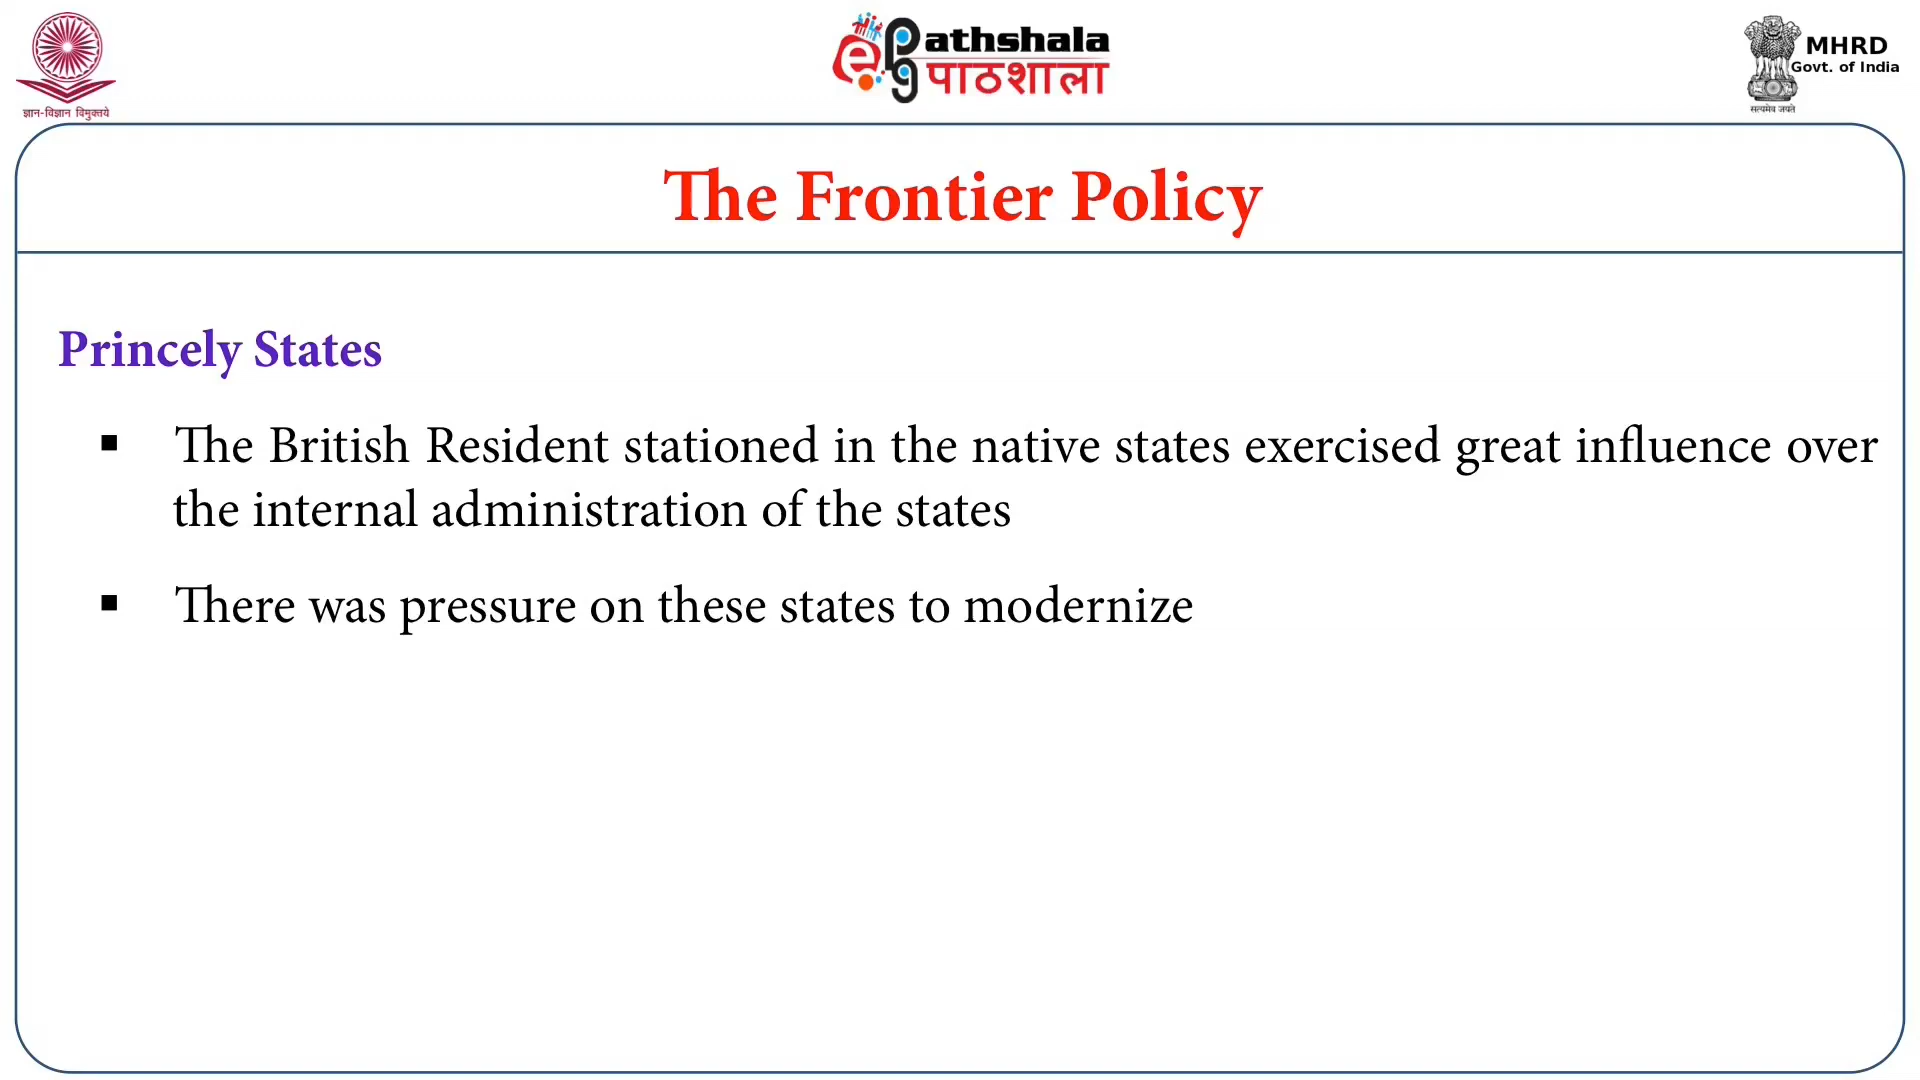 ज्ञान-विज्ञान विमुक्तये
ePathshala
पाठशाला
MHRD
Govt. of India
सत्यमेव जयते
The Frontier Policy
Princely States
▪ The British Resident stationed in the native states exercised great influence over
the internal administration of the states
▪ There was pressure on these states to modernize